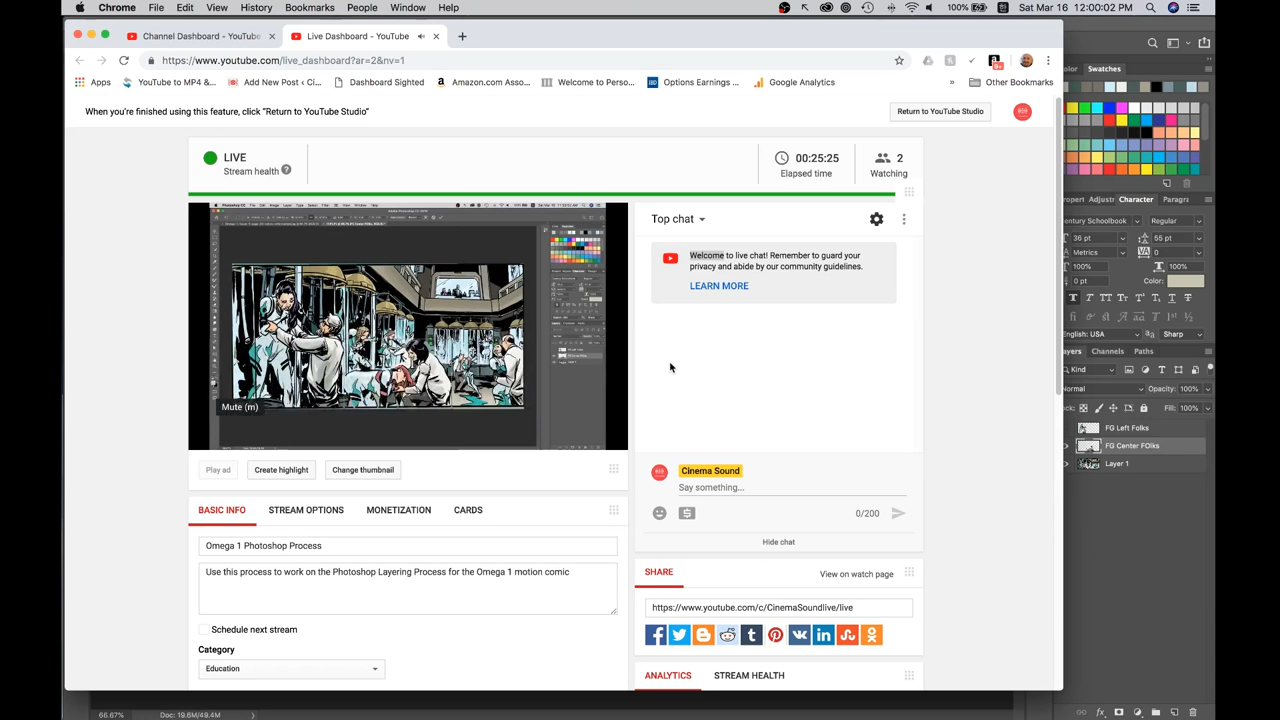 Chrome File Edit View History Bookmarks People Window Help 100% Sat Mar 16 12:00:02 PM
Channel Dashboard - YouTube
Live Dashboard - YouTube
https://www.youtube.com/live_dashboard?ar=2&nv=1
Apps YouTube to MP4 &... Add New Post ‹ Ci... Dashboard Sighted Amazon.com Asso... Welcome to Perso... Options Earnings ... Google Analytics » Other Bookmarks
When you're finished using this feature, click "Return to YouTube Studio"
Return to YouTube Studio
LIVE
Stream health
00:25:25
Elapsed time
2
Watching
Mute (m)
Play ad Create highlight Change thumbnail
BASIC INFO STREAM OPTIONS MONETIZATION CARDS
Omega 1 Photoshop Process
Use this process to work on the Photoshop Layering Process for the Omega 1 motion comic
Schedule next stream
Category
Education
Top chat
Welcome to live chat! Remember to guard your
privacy and abide by our community guidelines.
LEARN MORE
Cinema Sound
Say something...
0/200
Hide chat
SHARE
View on watch page
https://www.youtube.com/c/CinemaSoundlive/live
ANALYTICS STREAM HEALTH
olor Swatches
Character Paragra
entury Schoolbook Regular
36 pt 55 pt
Metrics 0
100% 100%
0 pt Color:
English: USA Sharp
ayers Channels Paths
Kind
Normal Opacity: 100%
ock: Fill: 100%
FG Left Folks
FG Center FOlks
Layer 1
66.67% Doc: 19.6M/49.4M